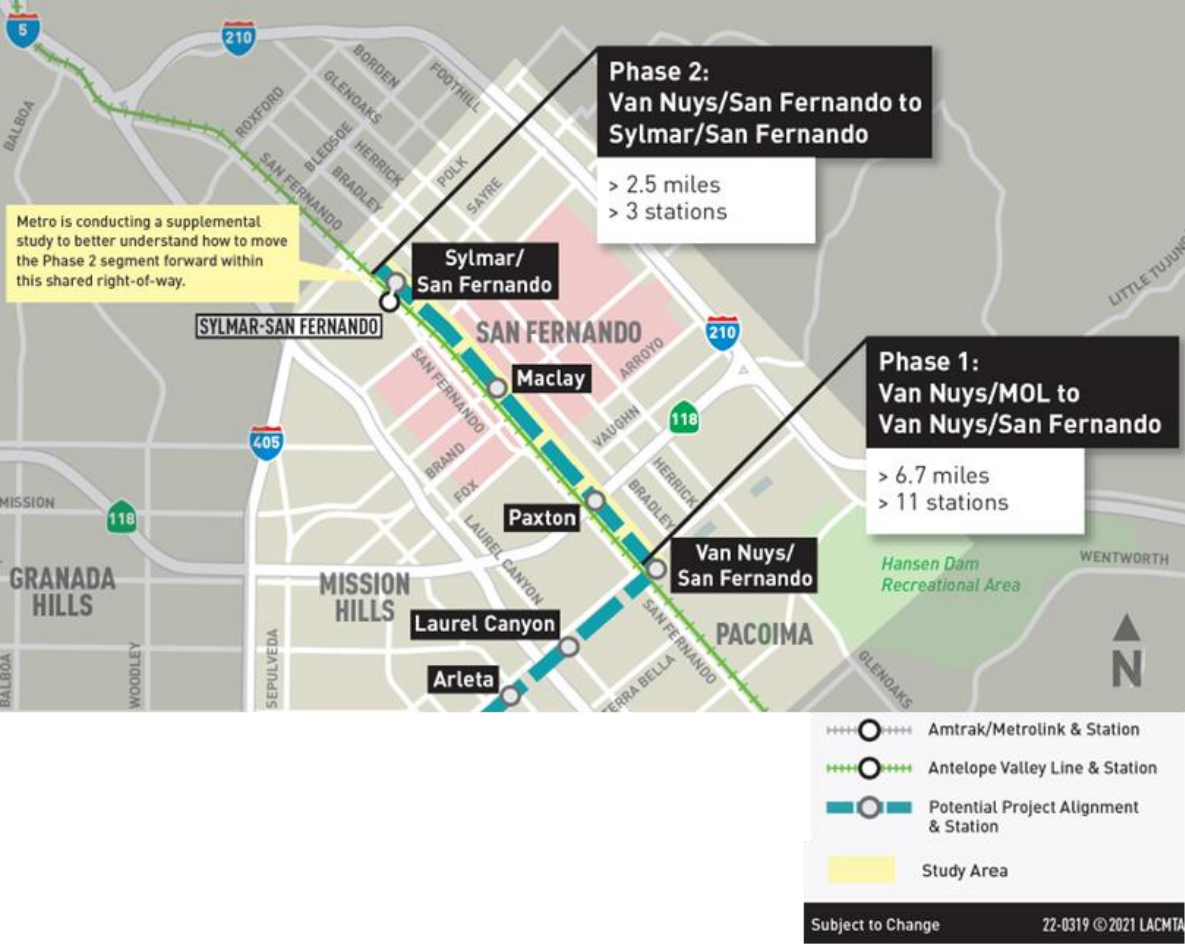 5
210
BALBOA
BORDEN
GLENOAKS
FOOTHILL
ROXFORD
BLEDSOE
HERRICK
BRADLEY
SAN FERNANDO
POLK
SAYRE
Phase 2:
Van Nuys/San Fernando to
Sylmar/San Fernando
> 2.5 miles
> 3 stations
Metro is conducting a supplemental
study to better understand how to move
the Phase 2 segment forward within
this shared right-of-way.
Sylmar/
San Fernando
SYLMAR-SAN FERNANDO
SAN FERNANDO
LITTLE TUJUNG
210
ARROYO
Maclay
SAN FERNANDO
Phase 1:
Van Nuys/MOL to
Van Nuys/San Fernando
> 6.7 miles
> 11 stations
118
VAUGHN
405
BRAND
FOX
HERRICK
BRADLEY
MISSION
118
Paxton
LAUREL CANYON
Van Nuys/
San Fernando
Hansen Dam
Recreational Area
WENTWORTH
GRANADA
HILLS
MISSION
HILLS
Laurel Canyon
SAN FERNANDO
PACOIMA
Arleta
BALBOA
WOODLEY
SEPULVEDA
ERRA BELLA
GLENOAKS
N
Amtrak/Metrolink & Station
Antelope Valley Line & Station
Potential Project Alignment
& Station
Study Area
Subject to Change
22-0319 ©2021 LACMTA